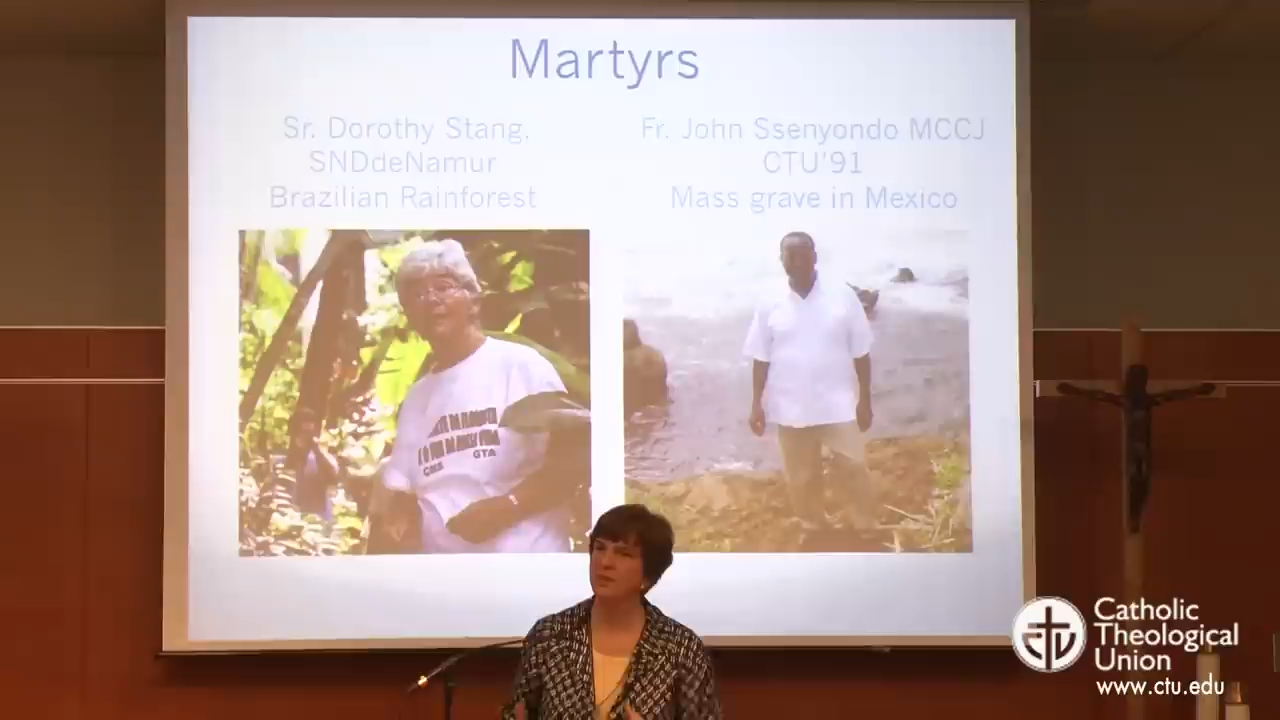 Martyrs
Sr. Dorothy Stang.
SNDdeNamur
Brazilian Rainforest
Fr. John Ssenyondo MCCJ
CTU'91
Mass grave in Mexico
GTA
Catholic
Theological
Union
www.ctu.edu